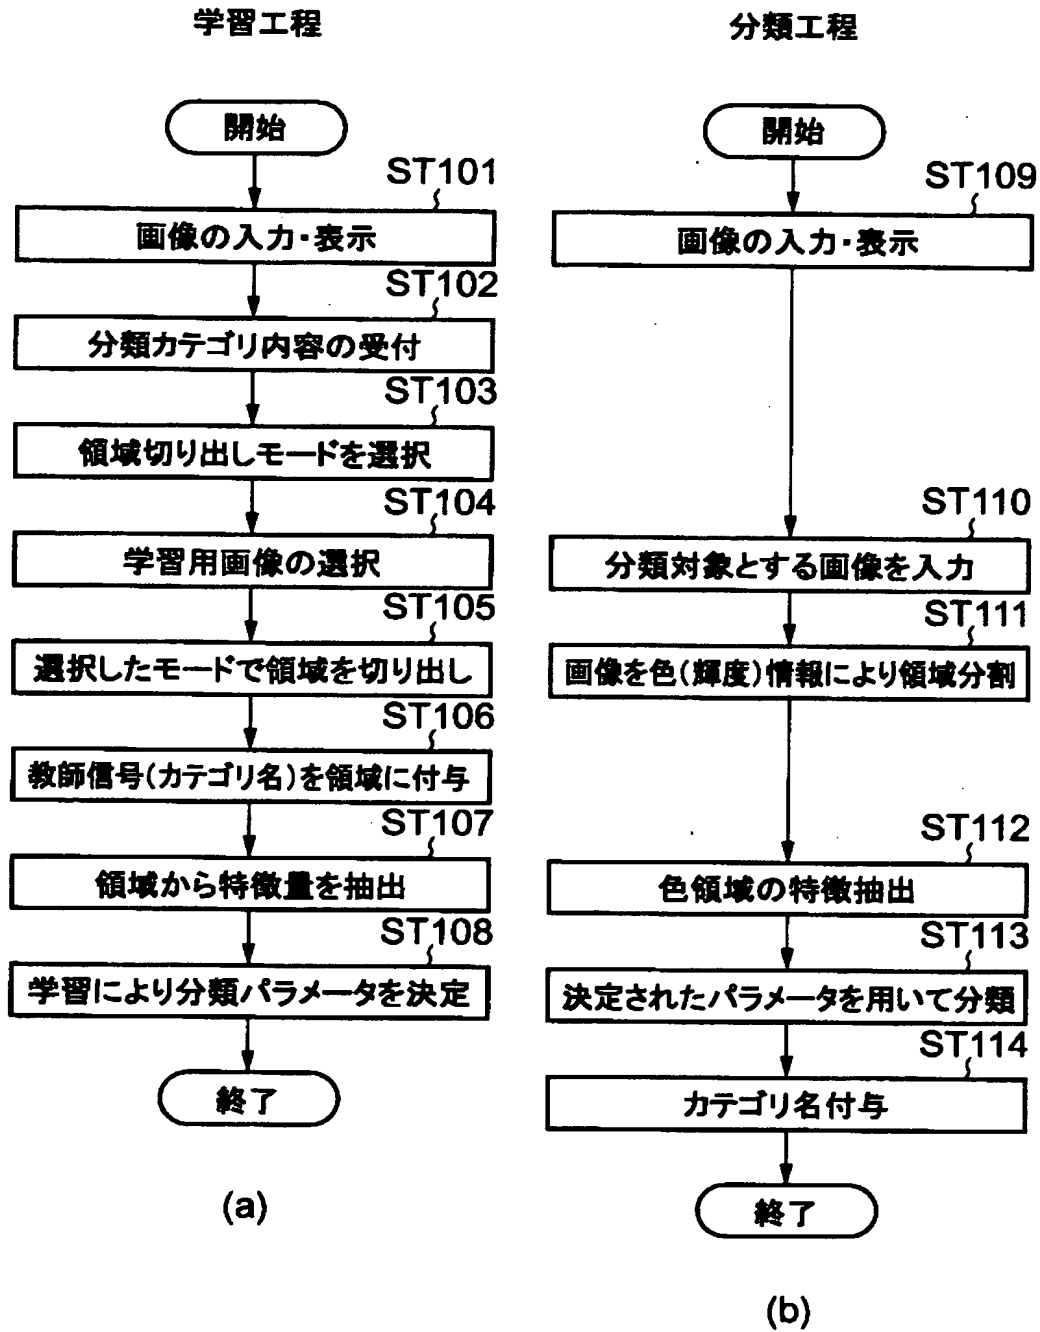 学習工程
開始
ST101
画像の入力・表示
ST102
分類カテゴリ内容の受付
ST103
領域切り出しモードを選択
ST104
学習用画像の選択
ST105
選択したモードで領域を切り出し
ST106
教師信号(カテゴリ名)を領域に付与
ST107
領域から特徴量を抽出
ST108
学習により分類パラメータを決定
終了
(a)
分類工程
開始
ST109
画像の入力・表示
ST110
分類対象とする画像を入力
ST111
画像を色(輝度)情報により領域分割
ST112
色領域の特徴抽出
ST113
決定されたパラメータを用いて分類
ST114
カテゴリ名付与
終了
(b)